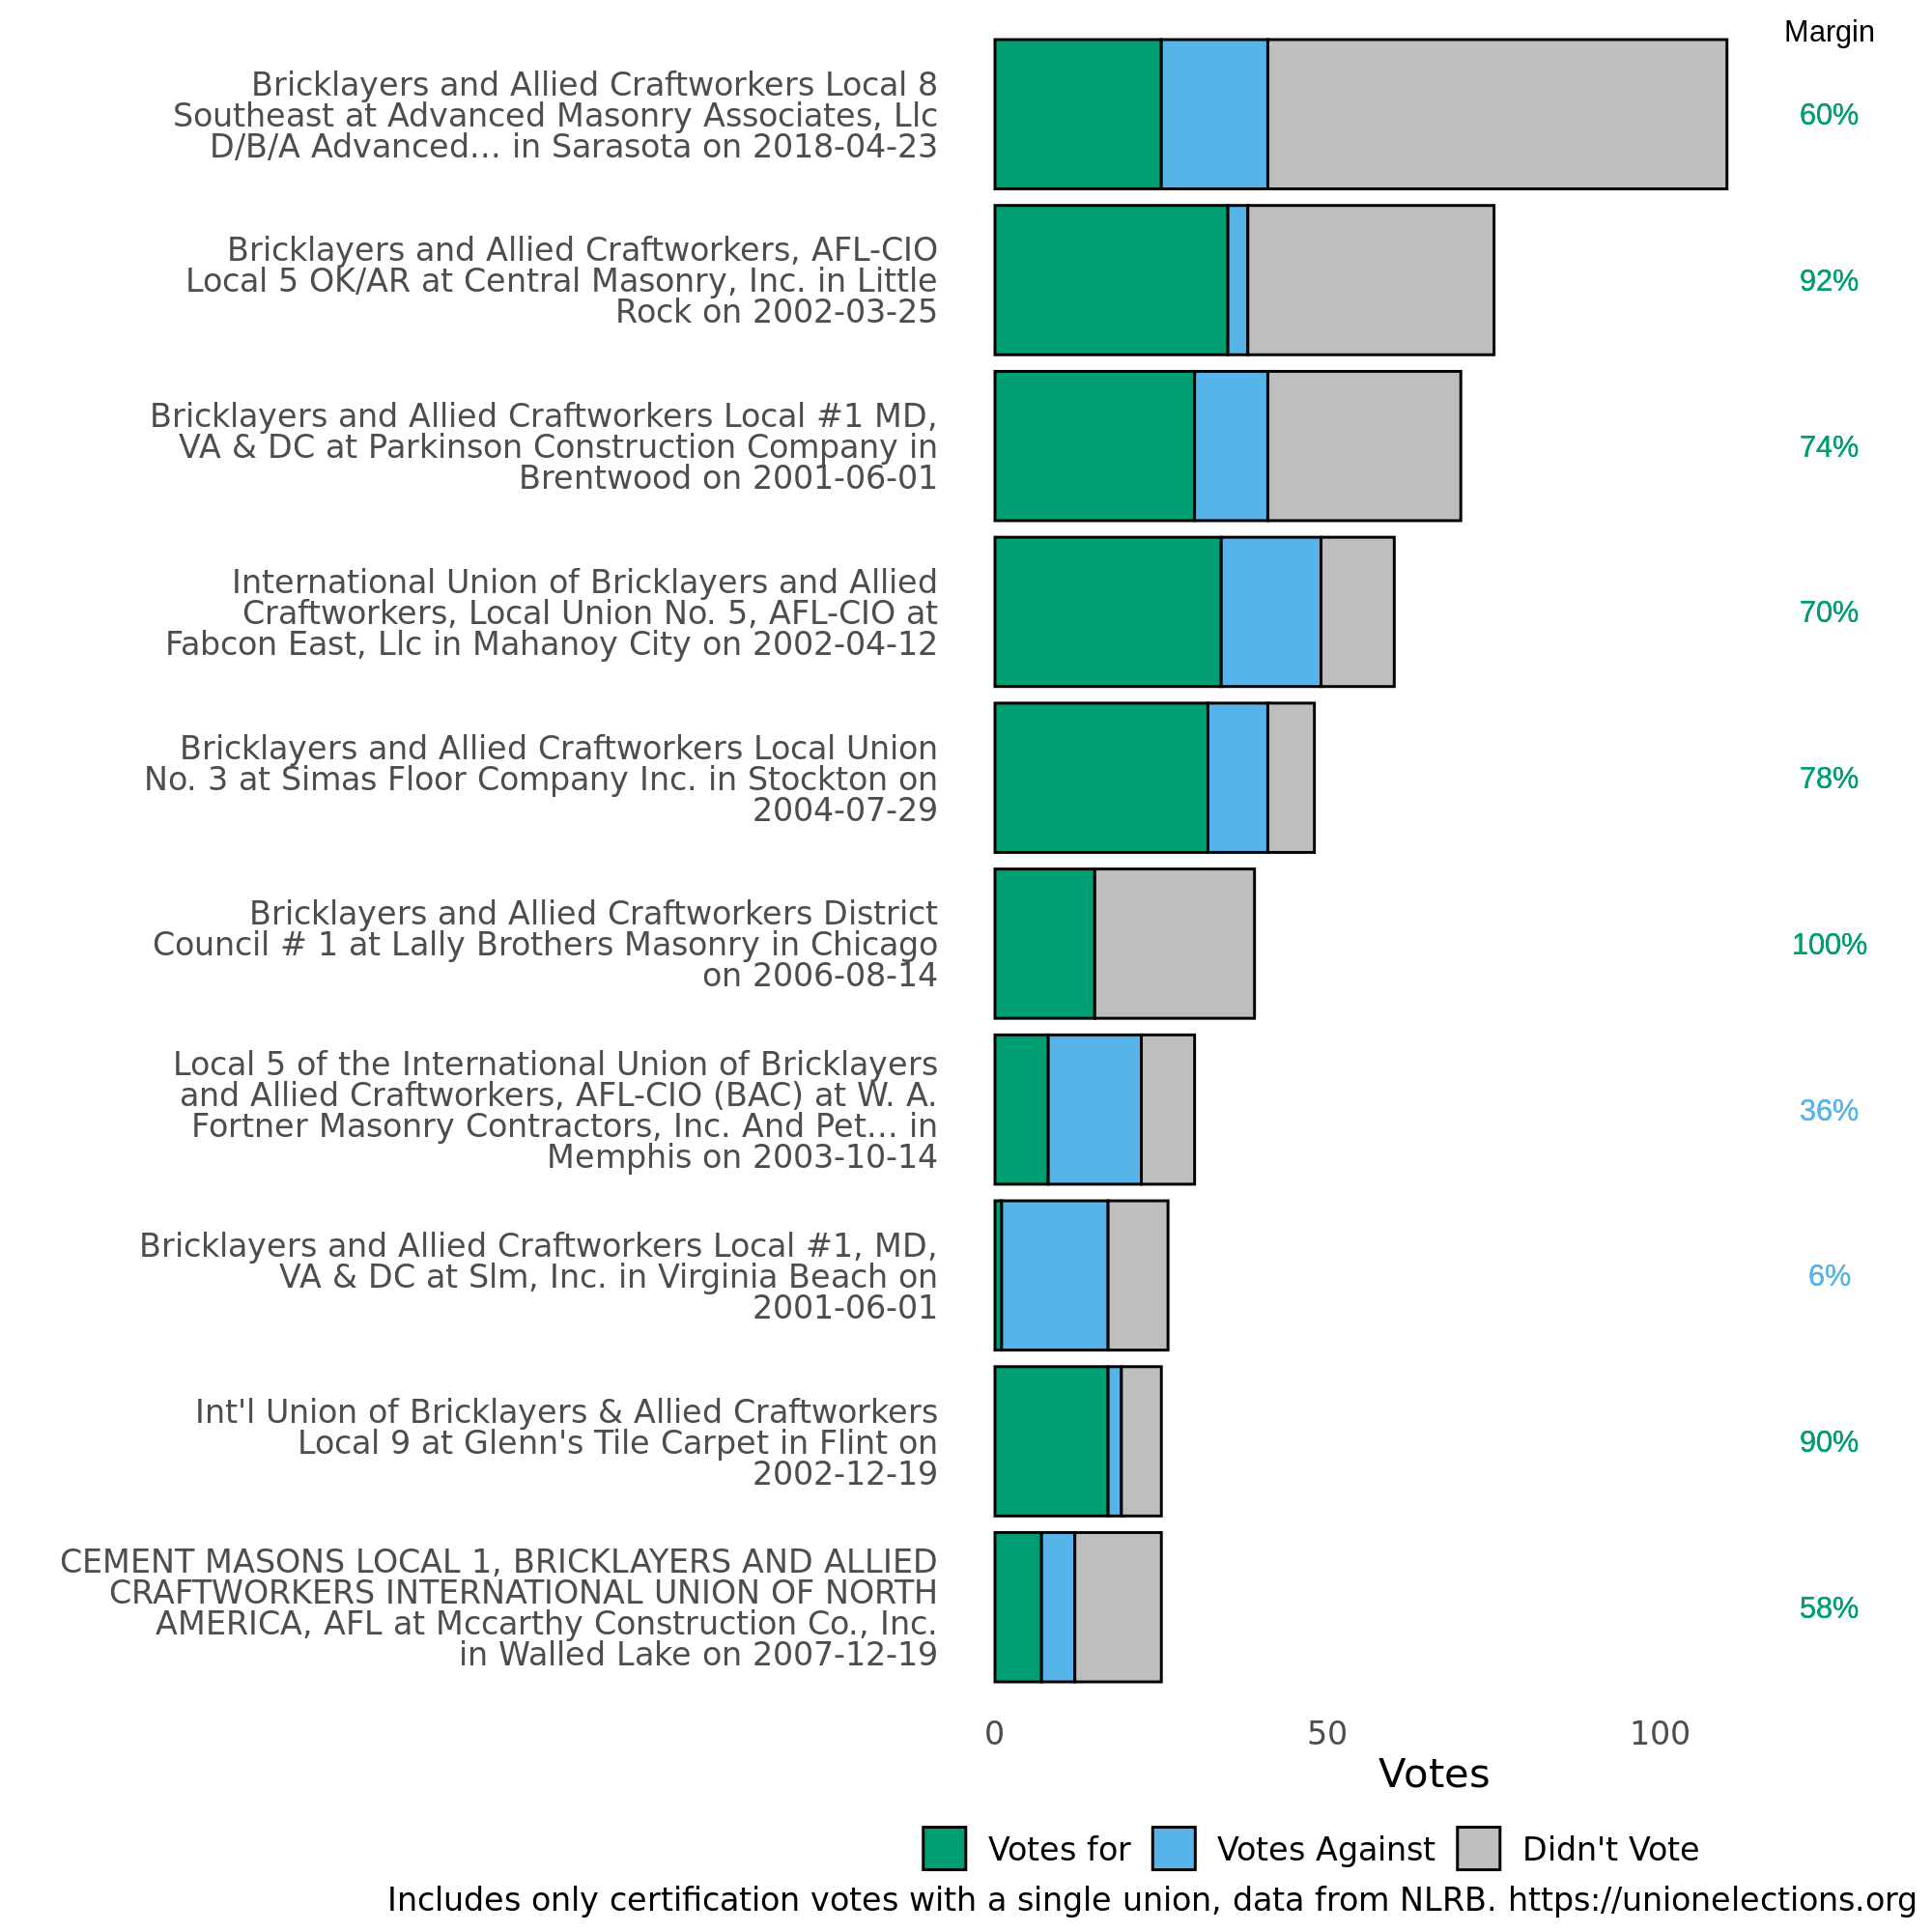 Margin
Bricklayers and Allied Craftworkers Local 8
Southeast at Advanced Masonry Associates, Llc
D/B/A Advanced... in Sarasota on 2018-04-23
60%
Bricklayers and Allied Craftworkers, AFL-CIO
Local 5 OK/AR at Central Masonry, Inc. in Little
Rock on 2002-03-25
92%
Bricklayers and Allied Craftworkers Local #1 MD,
VA & DC at Parkinson Construction Company in
Brentwood on 2001-06-01
74%
International Union of Bricklayers and Allied
Craftworkers, Local Union No. 5, AFL-CIO at
Fabcon East, Llc in Mahanoy City on 2002-04-12
70%
Bricklayers and Allied Craftworkers Local Union
No. 3 at Simas Floor Company Inc. in Stockton on
2004-07-29
78%
Bricklayers and Allied Craftworkers District
Council # 1 at Lally Brothers Masonry in Chicago
on 2006-08-14
100%
Local 5 of the International Union of Bricklayers
and Allied Craftworkers, AFL-CIO (BAC) at W. A.
Fortner Masonry Contractors, Inc. And Pet... in
Memphis on 2003-10-14
36%
Bricklayers and Allied Craftworkers Local #1, MD,
VA & DC at Slm, Inc. in Virginia Beach on
2001-06-01
6%
Int'l Union of Bricklayers & Allied Craftworkers
Local 9 at Glenn's Tile Carpet in Flint on
2002-12-19
90%
CEMENT MASONS LOCAL 1, BRICKLAYERS AND ALLIED
CRAFTWORKERS INTERNATIONAL UNION OF NORTH
AMERICA, AFL at Mccarthy Construction Co., Inc.
in Walled Lake on 2007-12-19
58%
0 50 100
Votes
Votes for Votes Against Didn't Vote
Includes only certification votes with a single union, data from NLRB. https://unionelections.org